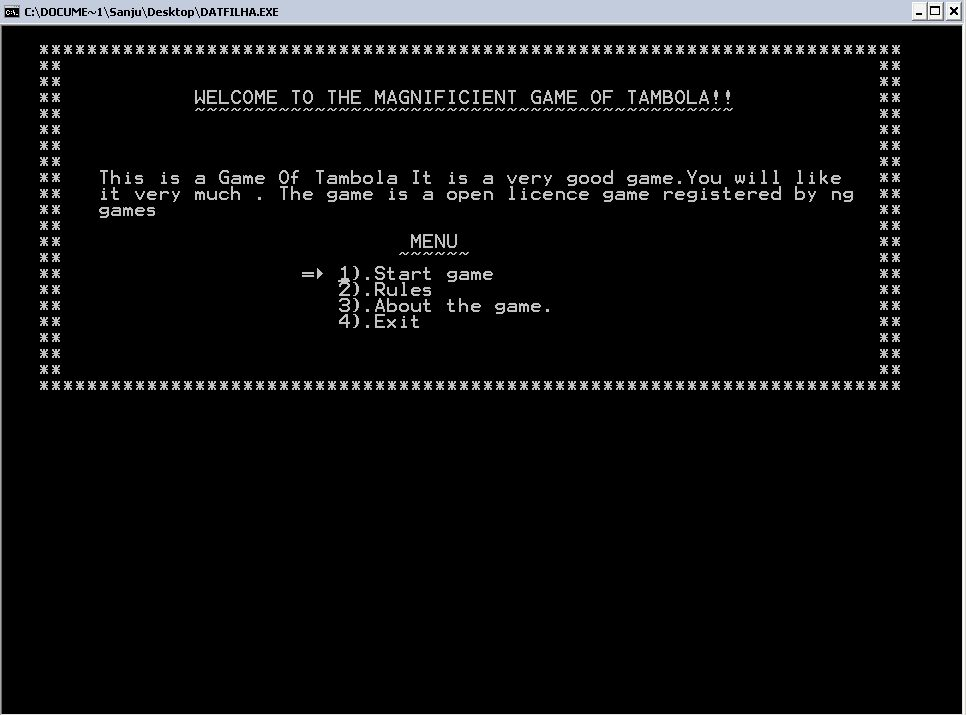 C:\DOCUME~1\Sanju\Desktop\DATFILHA.EXE
************************************************************************
** **
** **
** WELCOME TO THE MAGNIFICIENT GAME OF TAMBOLA!! **
** ~~~~~~~~~~~~~~~~~~~~~~~~~~~~~~~~~~~~~~~~~~~~~ **
** **
** **
** **
** This is a Game Of Tambola It is a very good game.You will like **
** it very much . The game is a open licence game registered by ng **
** games **
** **
** MENU **
** ~~~~~~ **
** => 1).Start game **
** 2).Rules **
** 3).About the game. **
** 4).Exit **
** **
** **
** **
************************************************************************